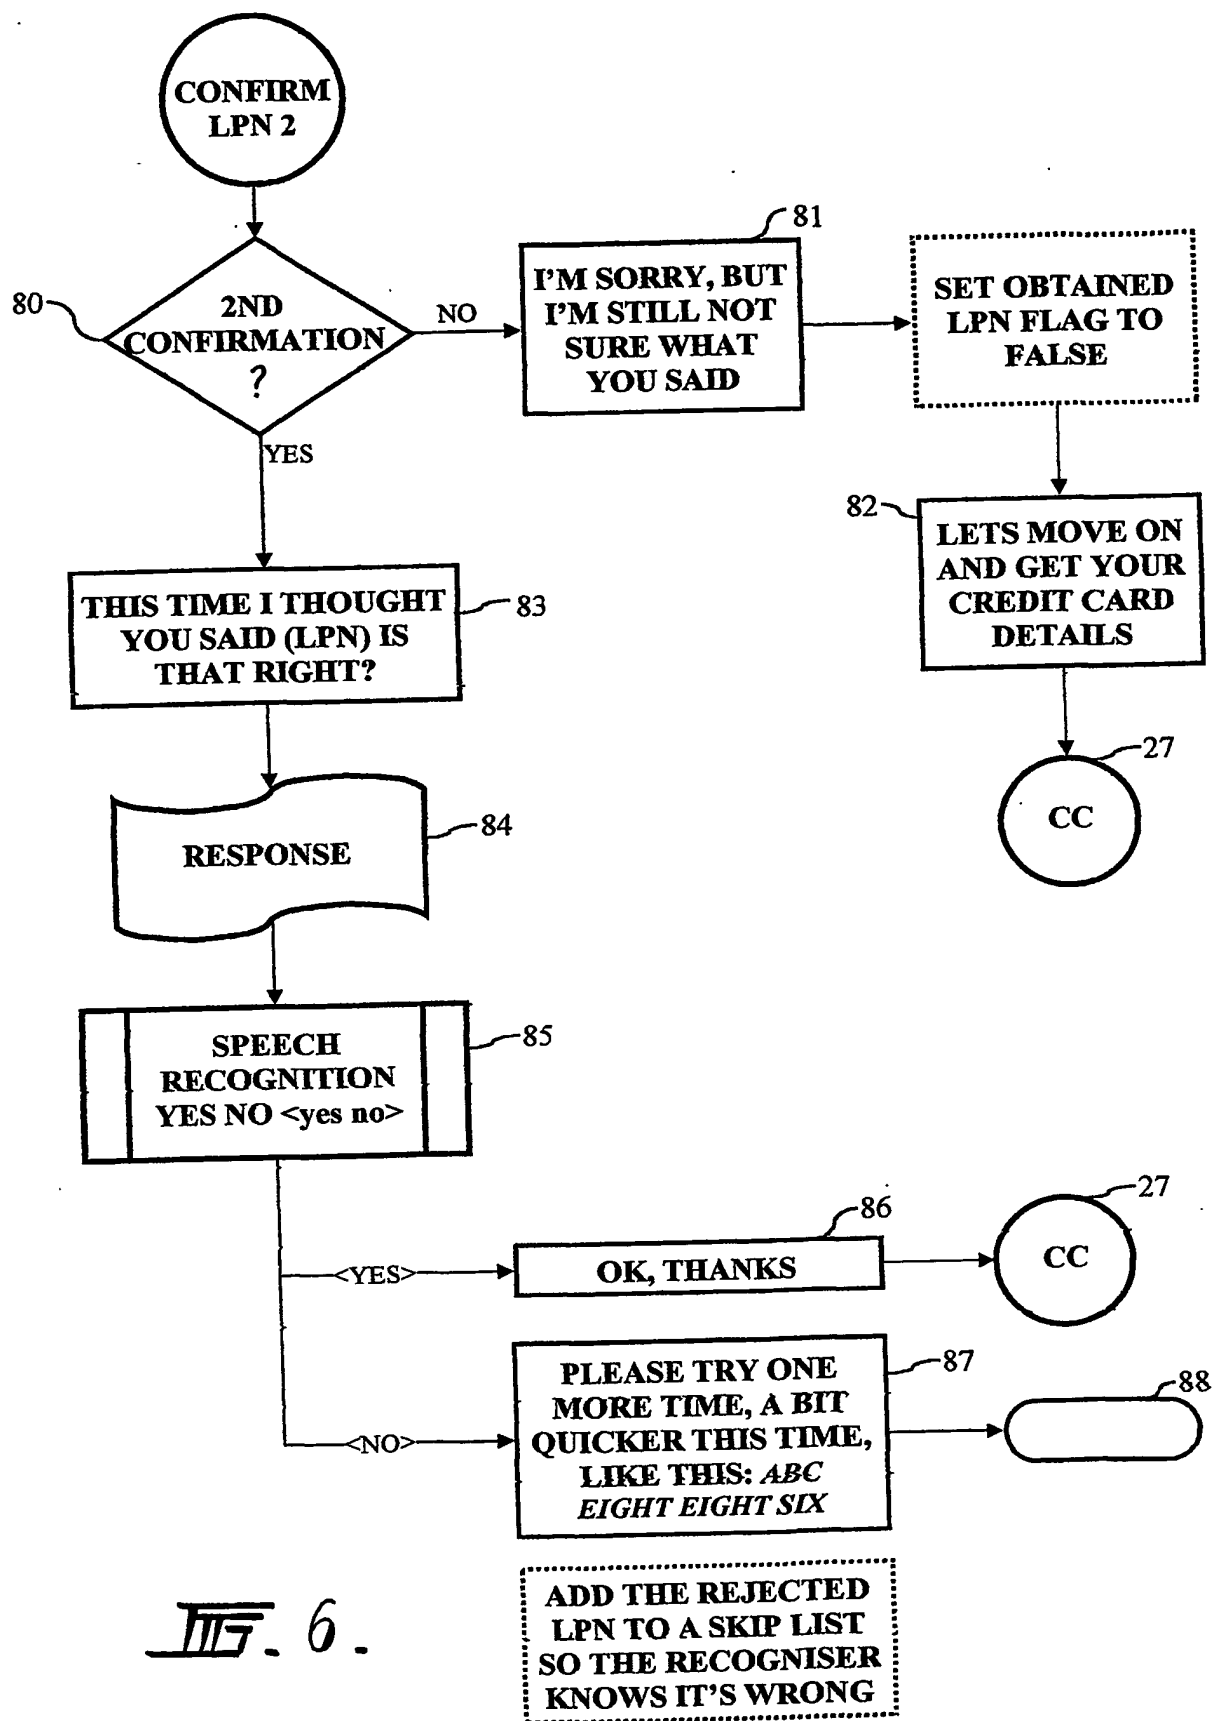 CONFIRM
LPN 2
80
2ND
CONFIRMATION
?
NO
YES
81
I'M SORRY, BUT
I'M STILL NOT
SURE WHAT
YOU SAID
SET OBTAINED
LPN FLAG TO
FALSE
82
LETS MOVE ON
AND GET YOUR
CREDIT CARD
DETAILS
27
CC
THIS TIME I THOUGHT
YOU SAID (LPN) IS
THAT RIGHT?
83
RESPONSE
84
SPEECH
RECOGNITION
YES NO <yes no>
85
<YES>
86
OK, THANKS
27
CC
<NO>
PLEASE TRY ONE
MORE TIME, A BIT
QUICKER THIS TIME,
LIKE THIS: ABC
EIGHT EIGHT SIX
87
88
ADD THE REJECTED
LPN TO A SKIP LIST
SO THE RECOGNISER
KNOWS IT'S WRONG
FIG. 6.